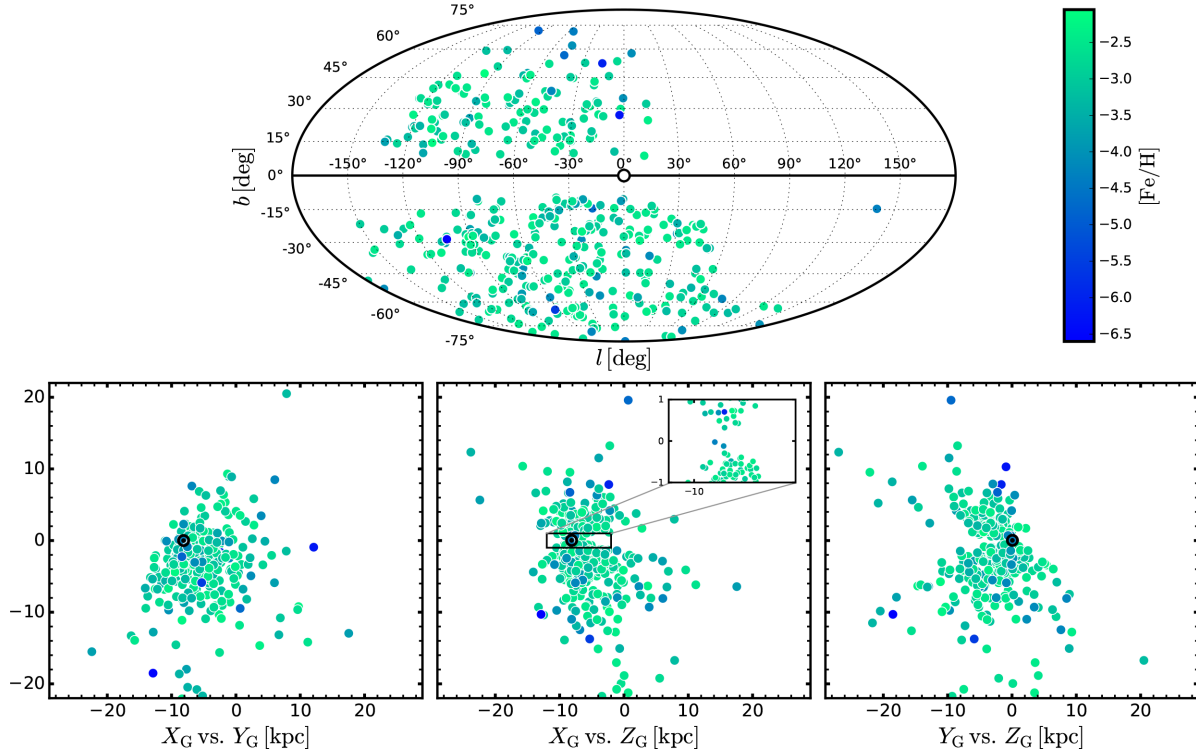 75°
60°
45°
30°
15°
0°
-15°
-30°
-45°
-60°
-75°
b [deg]
-150° -120° -90° -60° -30° 0° 30° 60° 90° 120° 150°
l [deg]
−2.5
−3.0
−3.5
−4.0
−4.5
−5.0
−5.5
−6.0
−6.5
[Fe/H]
20
10
0
−10
−20
−20 −10 0 10 20
X_G vs. Y_G [kpc]
1
0
−1
−10
−20 −10 0 10 20
X_G vs. Z_G [kpc]
−20 −10 0 10 20
Y_G vs. Z_G [kpc]